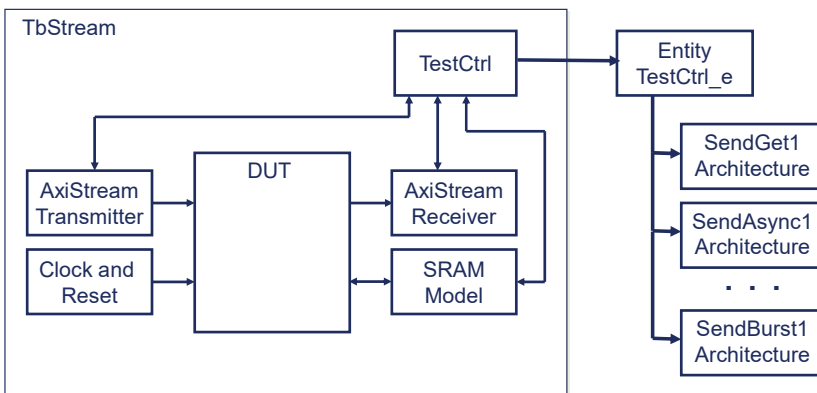 TbStream
TestCtrl
Entity
TestCtrl_e
SendGet1
Architecture
DUT
AxiStream
Transmitter
AxiStream
Receiver
SendAsync1
Architecture
Clock and
Reset
SRAM
Model
. . .
SendBurst1
Architecture